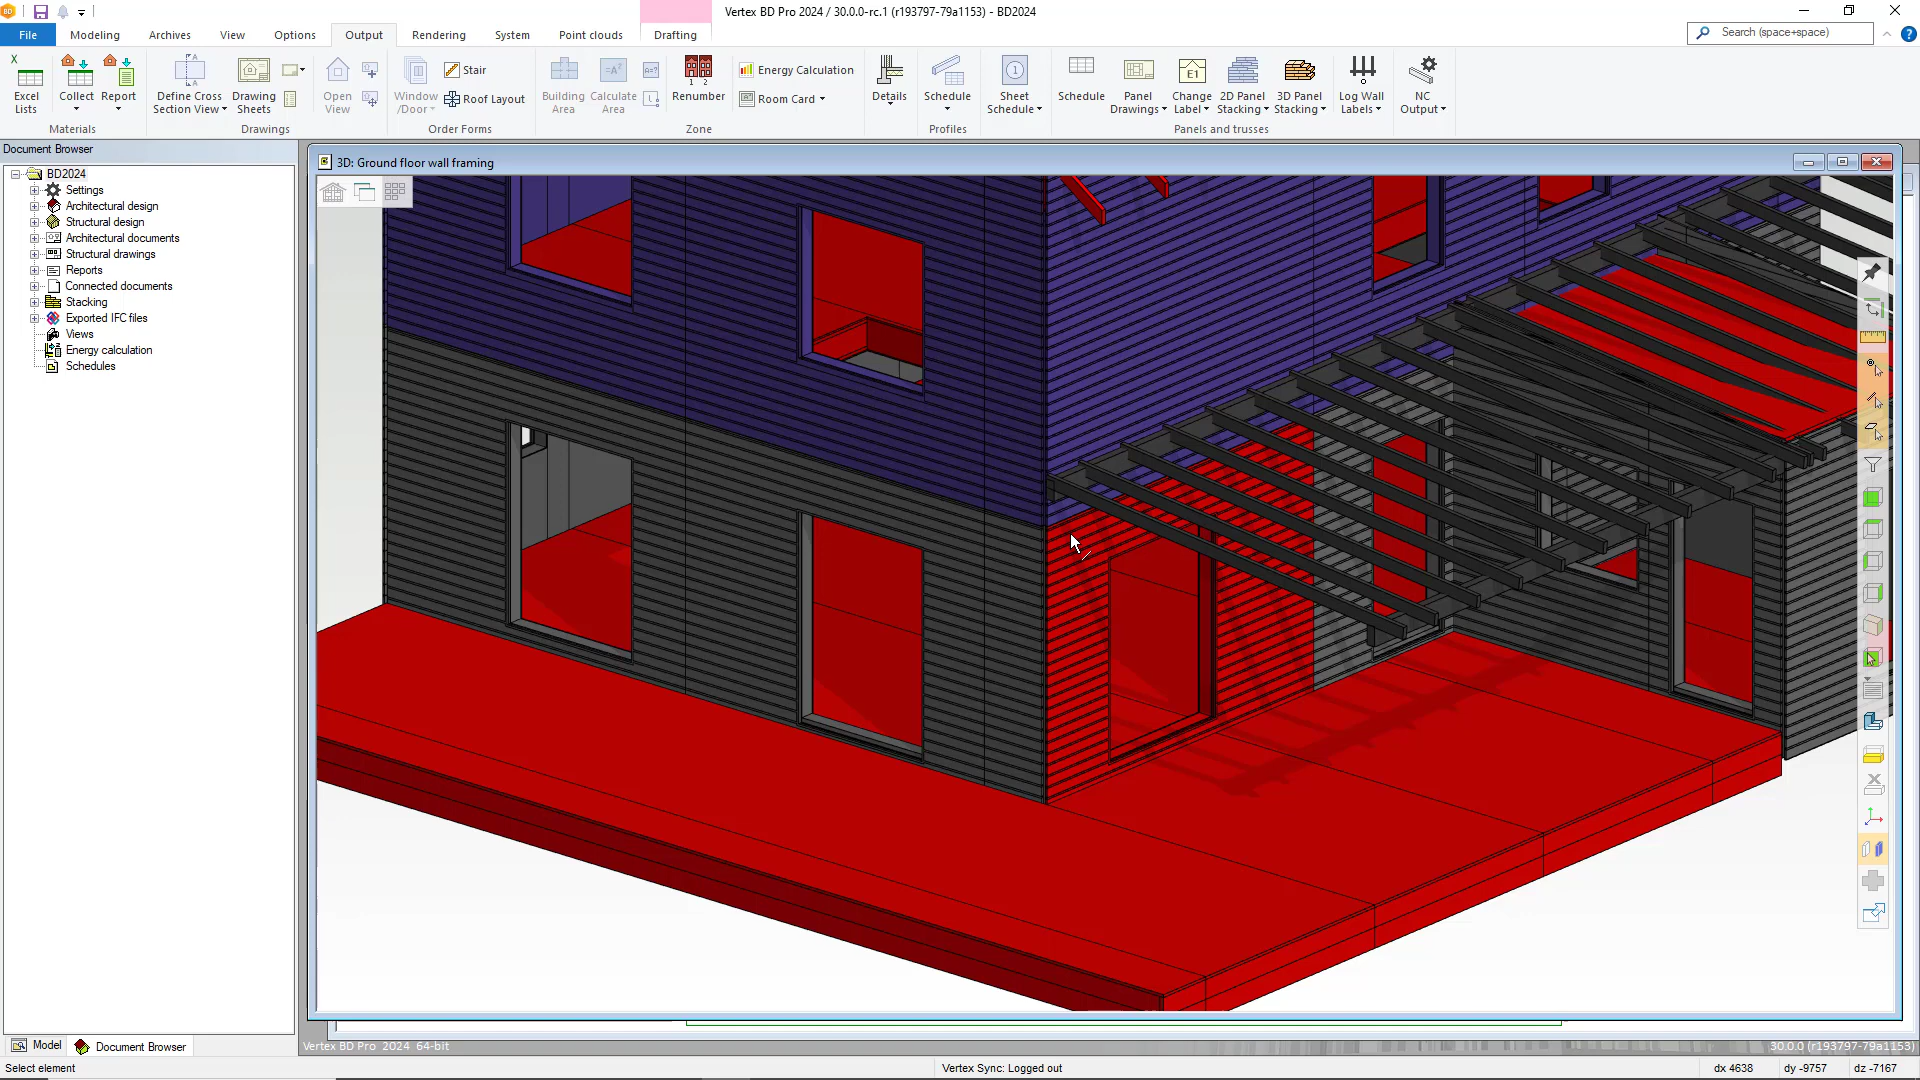 BD
Vertex BD Pro 2024 / 30.0.0-rc.1 (r193797-79a1153) - BD2024
File
Modeling
Archives
View
Options
Output
Rendering
System
Point clouds
Drafting
Search (space+space)
Excel Lists
Collect
Report
Materials
Define Cross Section View
Drawing Sheets
Drawings
Open View
Window /Door
Stair
Roof Layout
Order Forms
Building Area
Calculate Area
Renumber
Energy Calculation
Room Card
Zone
Details
Schedule
Profiles
Sheet Schedule
Schedule
Panel Drawings
Change Label
2D Panel Stacking
3D Panel Stacking
Log Wall Labels
Panels and trusses
NC Output
Document Browser
BD2024
Settings
Architectural design
Structural design
Architectural documents
Structural drawings
Reports
Connected documents
Stacking
Exported IFC files
Views
Energy calculation
Schedules
3D: Ground floor wall framing
Model
Document Browser
Vertex BD Pro 2024 64-bit
30.0.0 (r193797-79a1153)
Select element
Vertex Sync: Logged out
dx 4638
dy -9757
dz -7167